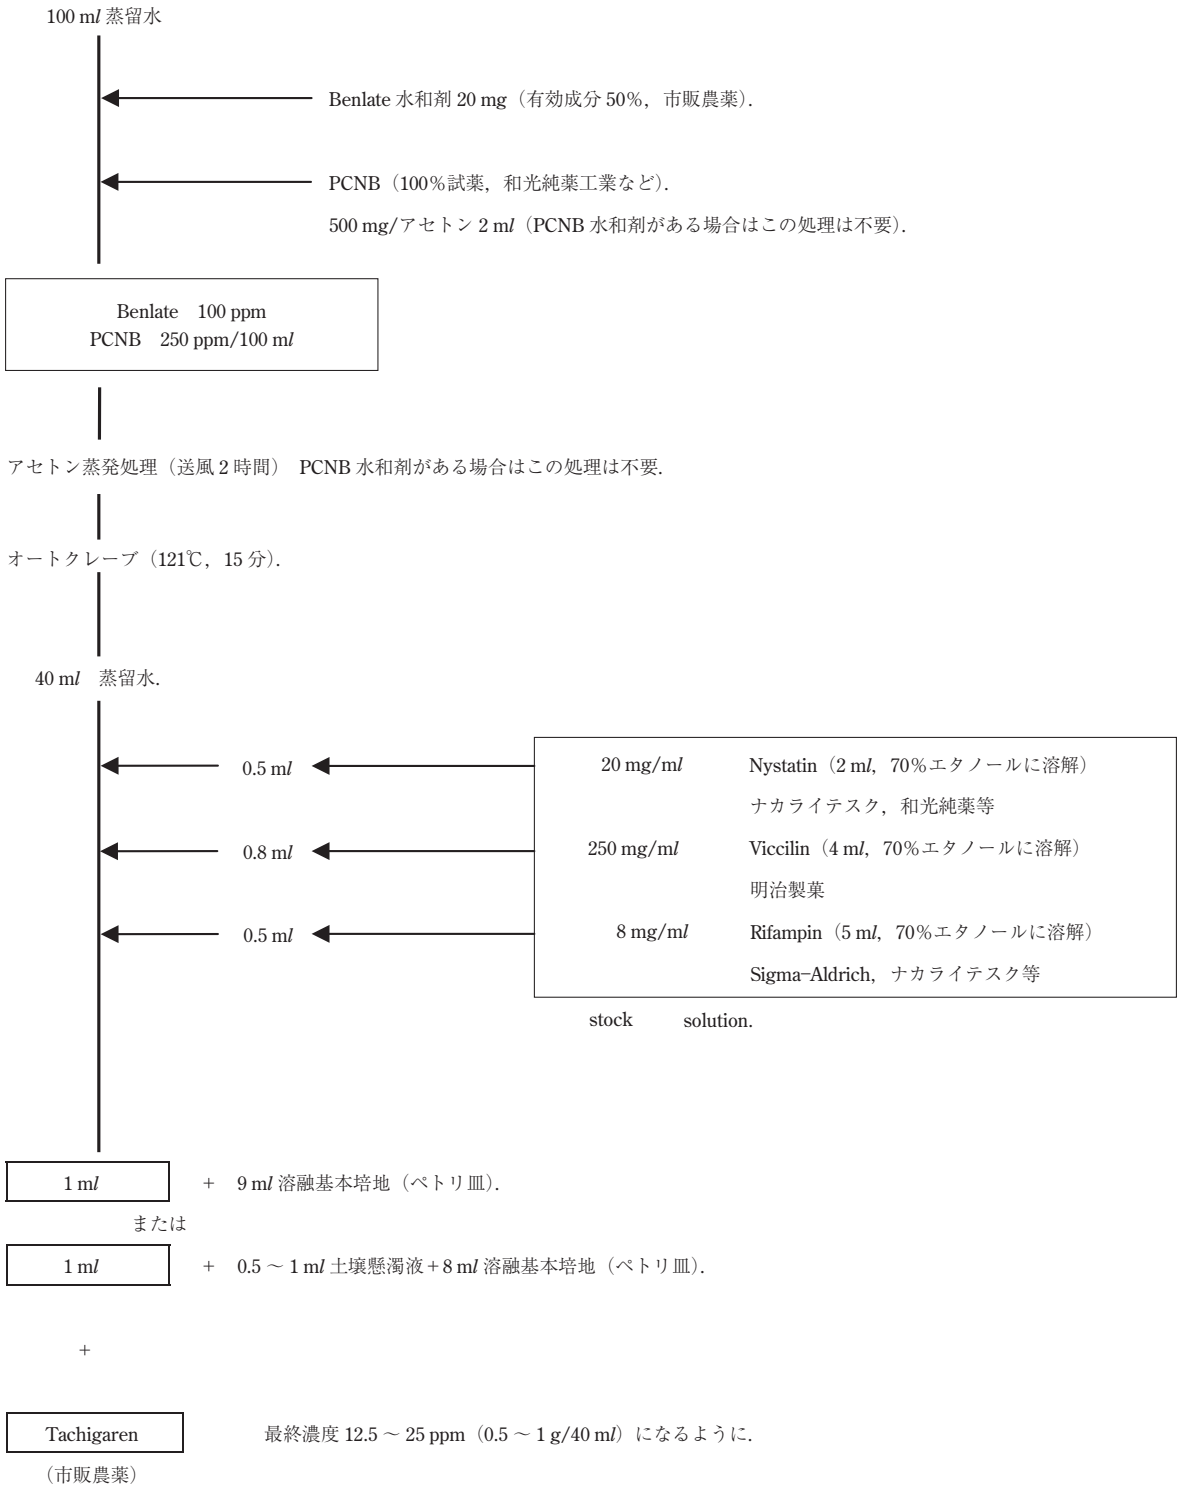 100 ml 蒸留水
Benlate 水和剤 20 mg（有効成分 50%，市販農薬）．
PCNB（100%試薬，和光純薬工業など）．
500 mg/アセトン 2 ml（PCNB 水和剤がある場合はこの処理は不要）．
Benlate 100 ppm
PCNB 250 ppm/100 ml
アセトン蒸発処理（送風 2 時間） PCNB 水和剤がある場合はこの処理は不要．
オートクレーブ（121℃，15 分）．
40 ml 蒸留水．
0.5 ml 20 mg/ml Nystatin（2 ml，70%エタノールに溶解）
ナカライテスク，和光純薬等
0.8 ml 250 mg/ml Viccilin（4 ml，70%エタノールに溶解）
明治製菓
0.5 ml 8 mg/ml Rifampin（5 ml，70%エタノールに溶解）
Sigma-Aldrich，ナカライテスク等
stock solution.
1 ml + 9 ml 溶融基本培地（ペトリ皿）．
または
1 ml + 0.5 〜 1 ml 土壌懸濁液+8 ml 溶融基本培地（ペトリ皿）．
+
Tachigaren 最終濃度 12.5 〜 25 ppm（0.5 〜 1 g/40 ml）になるように．
（市販農薬）